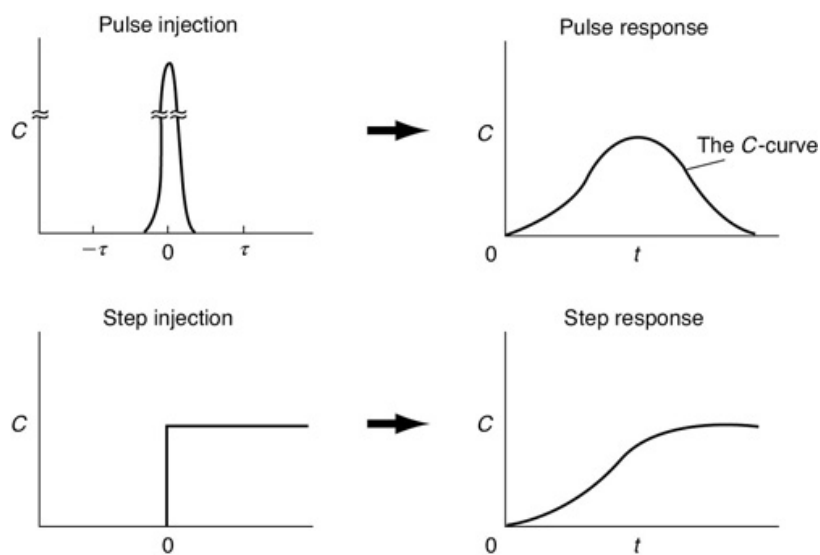 Pulse injection
C
−τ 0 τ
Pulse response
C
The C-curve
0 t
Step injection
C
0
Step response
C
0 t